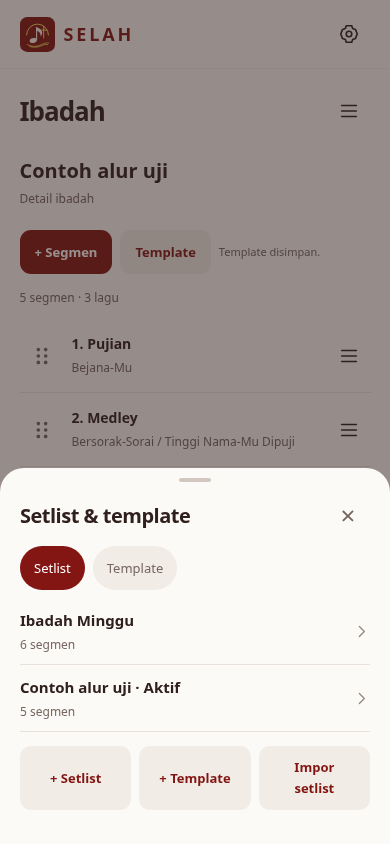 SELAH
Ibadah
Contoh alur uji
Detail ibadah
+ Segmen
Template
Template disimpan.
5 segmen · 3 lagu
1. Pujian
Bejana-Mu
2. Medley
Bersorak-Sorai / Tinggi Nama-Mu Dipuji
Setlist & template
Setlist
Template
Ibadah Minggu
6 segmen
Contoh alur uji · Aktif
5 segmen
+ Setlist
+ Template
Impor
setlist